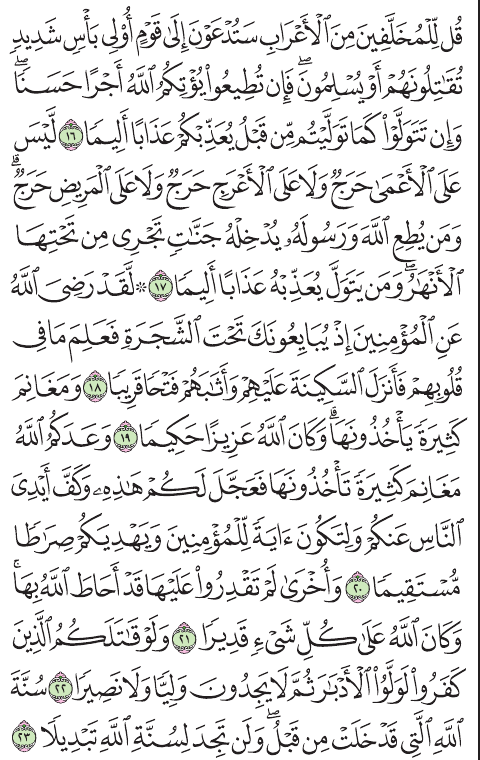 قُل لِّلْمُخَلَّفِينَ مِنَ ٱلْأَعْرَابِ سَتُدْعَوْنَ إِلَىٰ قَوْمٍ أُو۟لِى بَأْسٍ شَدِيدٍ
تُقَـٰتِلُونَهُمْ أَوْ يُسْلِمُونَ ۖ فَإِن تُطِيعُوا۟ يُؤْتِكُمُ ٱللَّهُ أَجْرًا حَسَنًا ۖ
وَإِن تَتَوَلَّوْا۟ كَمَا تَوَلَّيْتُم مِّن قَبْلُ يُعَذِّبْكُمْ عَذَابًا أَلِيمًا ١٦ لَّيْسَ
عَلَى ٱلْأَعْمَىٰ حَرَجٌ وَلَا عَلَى ٱلْأَعْرَجِ حَرَجٌ وَلَا عَلَى ٱلْمَرِيضِ حَرَجٌ ۗ
وَمَن يُطِعِ ٱللَّهَ وَرَسُولَهُۥ يُدْخِلْهُ جَنَّـٰتٍ تَجْرِى مِن تَحْتِهَا
ٱلْأَنْهَـٰرُ ۖ وَمَن يَتَوَلَّ يُعَذِّبْهُ عَذَابًا أَلِيمًا ١٧ ۞ لَّقَدْ رَضِىَ ٱللَّهُ
عَنِ ٱلْمُؤْمِنِينَ إِذْ يُبَايِعُونَكَ تَحْتَ ٱلشَّجَرَةِ فَعَلِمَ مَا فِى
قُلُوبِهِمْ فَأَنزَلَ ٱلسَّكِينَةَ عَلَيْهِمْ وَأَثَـٰبَهُمْ فَتْحًا قَرِيبًا ١٨ وَمَغَانِمَ
كَثِيرَةً يَأْخُذُونَهَا ۗ وَكَانَ ٱللَّهُ عَزِيزًا حَكِيمًا ١٩ وَعَدَكُمُ ٱللَّهُ
مَغَانِمَ كَثِيرَةً تَأْخُذُونَهَا فَعَجَّلَ لَكُمْ هَـٰذِهِۦ وَكَفَّ أَيْدِىَ
ٱلنَّاسِ عَنكُمْ وَلِتَكُونَ ءَايَةً لِّلْمُؤْمِنِينَ وَيَهْدِيَكُمْ صِرَٰطًا
مُّسْتَقِيمًا ٢٠ وَأُخْرَىٰ لَمْ تَقْدِرُوا۟ عَلَيْهَا قَدْ أَحَاطَ ٱللَّهُ بِهَا ۚ
وَكَانَ ٱللَّهُ عَلَىٰ كُلِّ شَىْءٍ قَدِيرًا ٢١ وَلَوْ قَـٰتَلَكُمُ ٱلَّذِينَ
كَفَرُوا۟ لَوَلَّوُا۟ ٱلْأَدْبَـٰرَ ثُمَّ لَا يَجِدُونَ وَلِيًّا وَلَا نَصِيرًا ٢٢ سُنَّةَ
ٱللَّهِ ٱلَّتِى قَدْ خَلَتْ مِن قَبْلُ ۖ وَلَن تَجِدَ لِسُنَّةِ ٱللَّهِ تَبْدِيلًا ٢٣